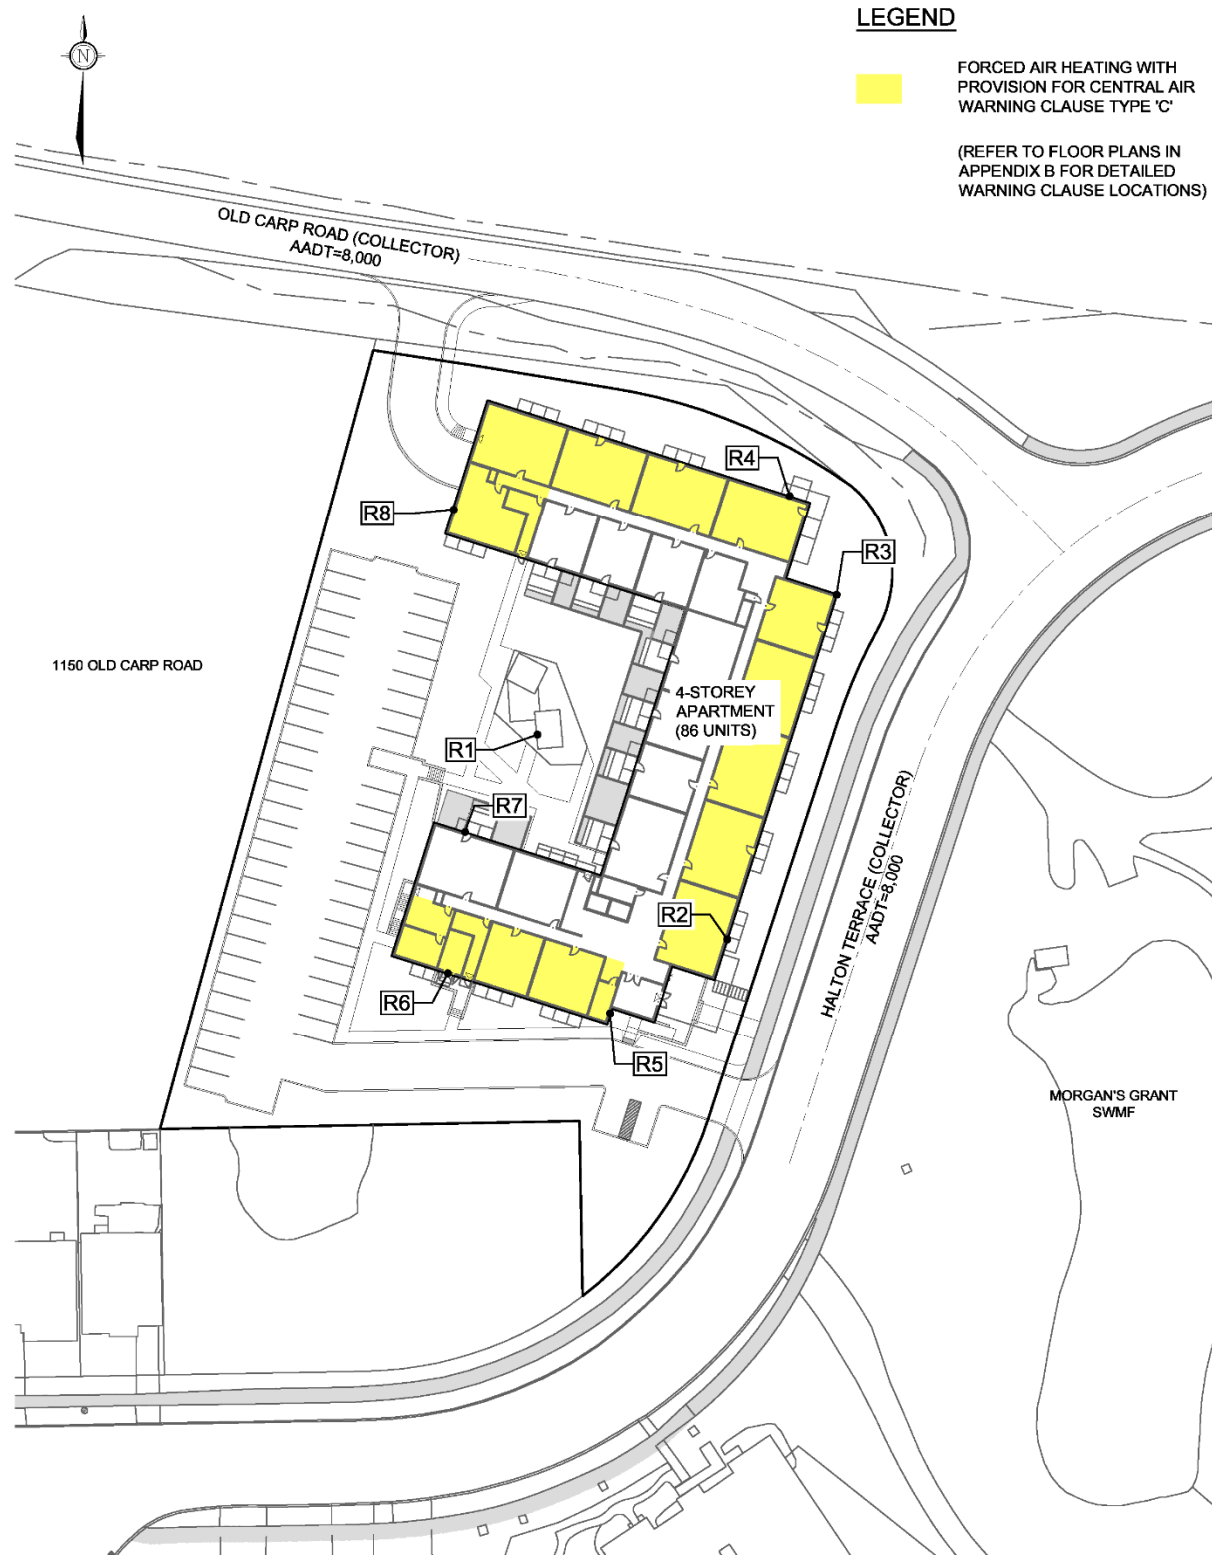 LEGEND
FORCED AIR HEATING WITH
PROVISION FOR CENTRAL AIR
WARNING CLAUSE TYPE 'C'
(REFER TO FLOOR PLANS IN
APPENDIX B FOR DETAILED
WARNING CLAUSE LOCATIONS)
N
OLD CARP ROAD (COLLECTOR)
AADT=8,000
R4
R8
R3
1150 OLD CARP ROAD
4-STOREY
APARTMENT
(86 UNITS)
R1
R7
R2
HALTON TERRACE (COLLECTOR)
AADT=8,000
R6
R5
MORGAN'S GRANT
SWMF